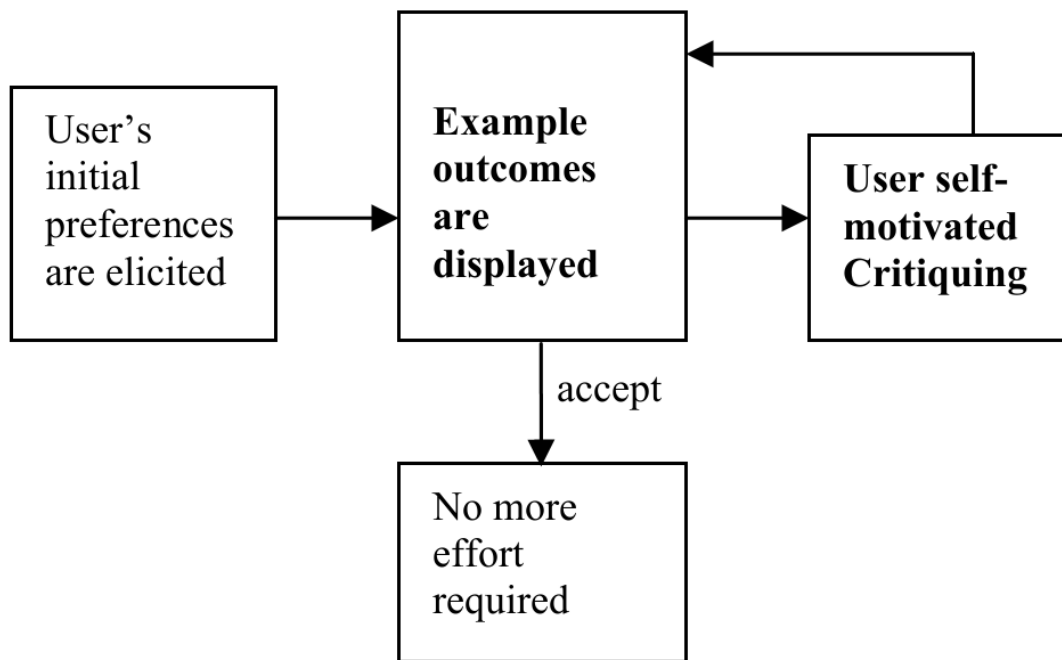 User’s
initial
preferences
are elicited
Example
outcomes
are
displayed
User self-
motivated
Critiquing
accept
No more
effort
required